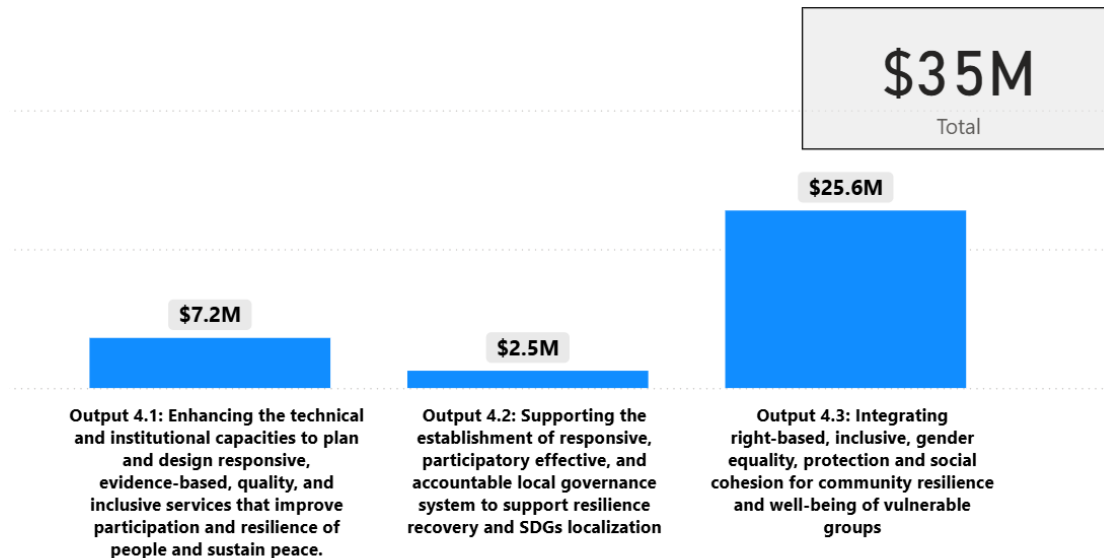 $35M
Total
$25.6M
$7.2M
$2.5M
Output 4.1: Enhancing the technical
and institutional capacities to plan
and design responsive,
evidence-based, quality, and
inclusive services that improve
participation and resilience of
people and sustain peace.
Output 4.2: Supporting the
establishment of responsive,
participatory effective, and
accountable local governance
system to support resilience
recovery and SDGs localization
Output 4.3: Integrating
right-based, inclusive, gender
equality, protection and social
cohesion for community resilience
and well-being of vulnerable
groups